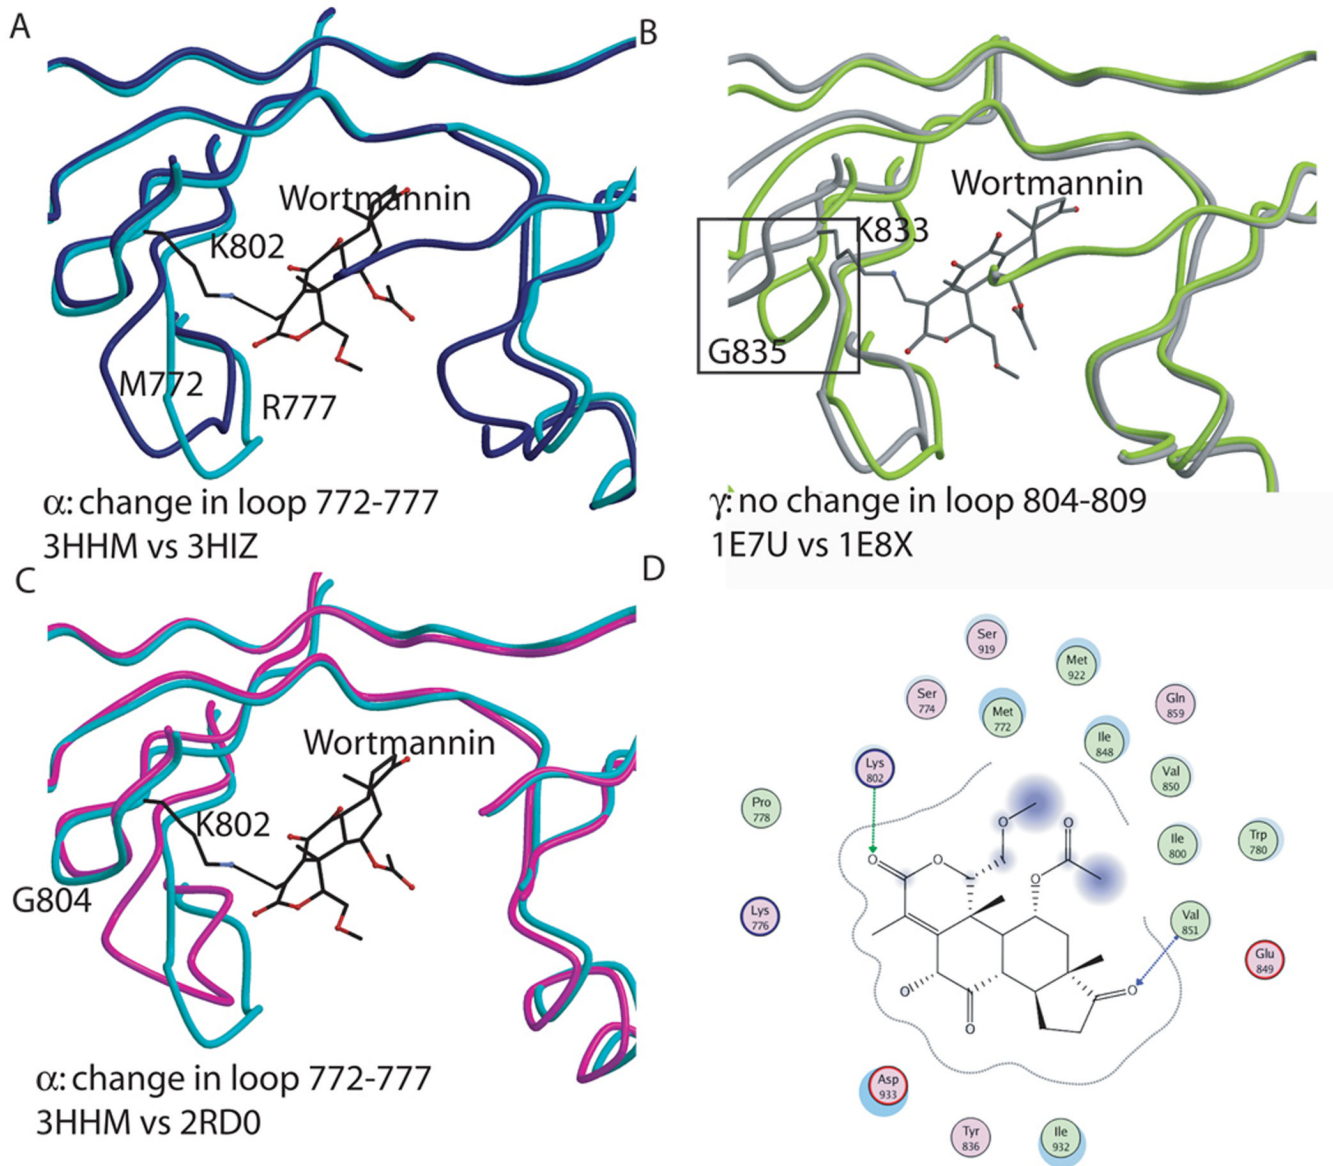 A
Wortmannin
K802
M772
R777
α: change in loop 772-777
3HHM vs 3HIZ
B
Wortmannin
K833
G835
γ: no change in loop 804-809
1E7U vs 1E8X
C
Wortmannin
K802
G804
α: change in loop 772-777
3HHM vs 2RD0
D
Ser
919
Met
922
Ser
774
Met
772
Gln
859
Ile
848
Lys
802
Val
850
Pro
778
Ile
800
Trp
780
O
O
O
O
O
Lys
776
Val
851
Glu
849
O
O
O
Asp
933
Tyr
836
Ile
932